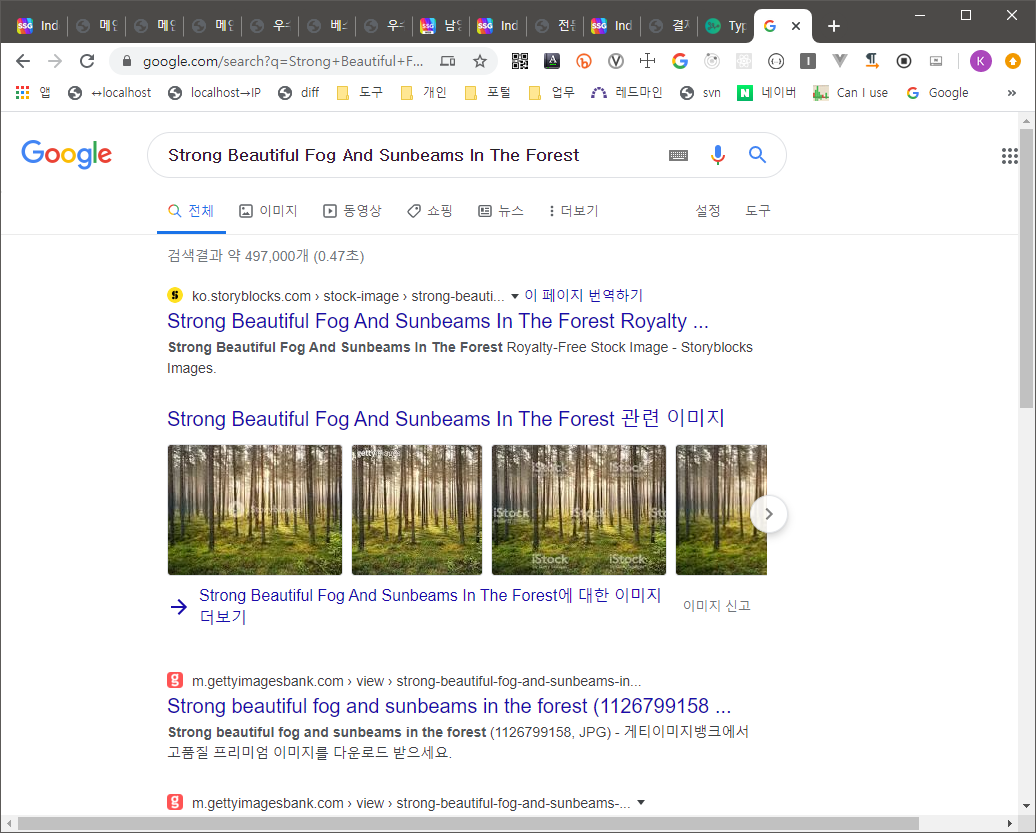 SSG Ind
메인
메인
메인
우
베
우
SSG 남
SSG Ind
전
SSG Ind
결
Typ
google.com/search?q=Strong+Beautiful+F...
K
앱 ↔localhost localhost→IP diff 도구 개인 포털 업무 레드마인 svn 네이버 Can I use Google »
Google
Strong Beautiful Fog And Sunbeams In The Forest
전체 이미지 동영상 쇼핑 뉴스 더보기 설정 도구
검색결과 약 497,000개 (0.47초)
ko.storyblocks.com › stock-image › strong-beauti... 이 페이지 번역하기
Strong Beautiful Fog And Sunbeams In The Forest Royalty ...
Strong Beautiful Fog And Sunbeams In The Forest Royalty-Free Stock Image - Storyblocks
Images.
Strong Beautiful Fog And Sunbeams In The Forest 관련 이미지
Storyblocks
gettyimages
iStock iStock
iStock iStock iSt
iStock iStock
Strong Beautiful Fog And Sunbeams In The Forest에 대한 이미지
더보기
이미지 신고
m.gettyimagesbank.com › view › strong-beautiful-fog-and-sunbeams-in...
Strong beautiful fog and sunbeams in the forest (1126799158 ...
Strong beautiful fog and sunbeams in the forest (1126799158, JPG) - 게티이미지뱅크에서
고품질 프리미엄 이미지를 다운로드 받으세요.
m.gettyimagesbank.com › view › strong-beautiful-fog-and-sunbeams-...